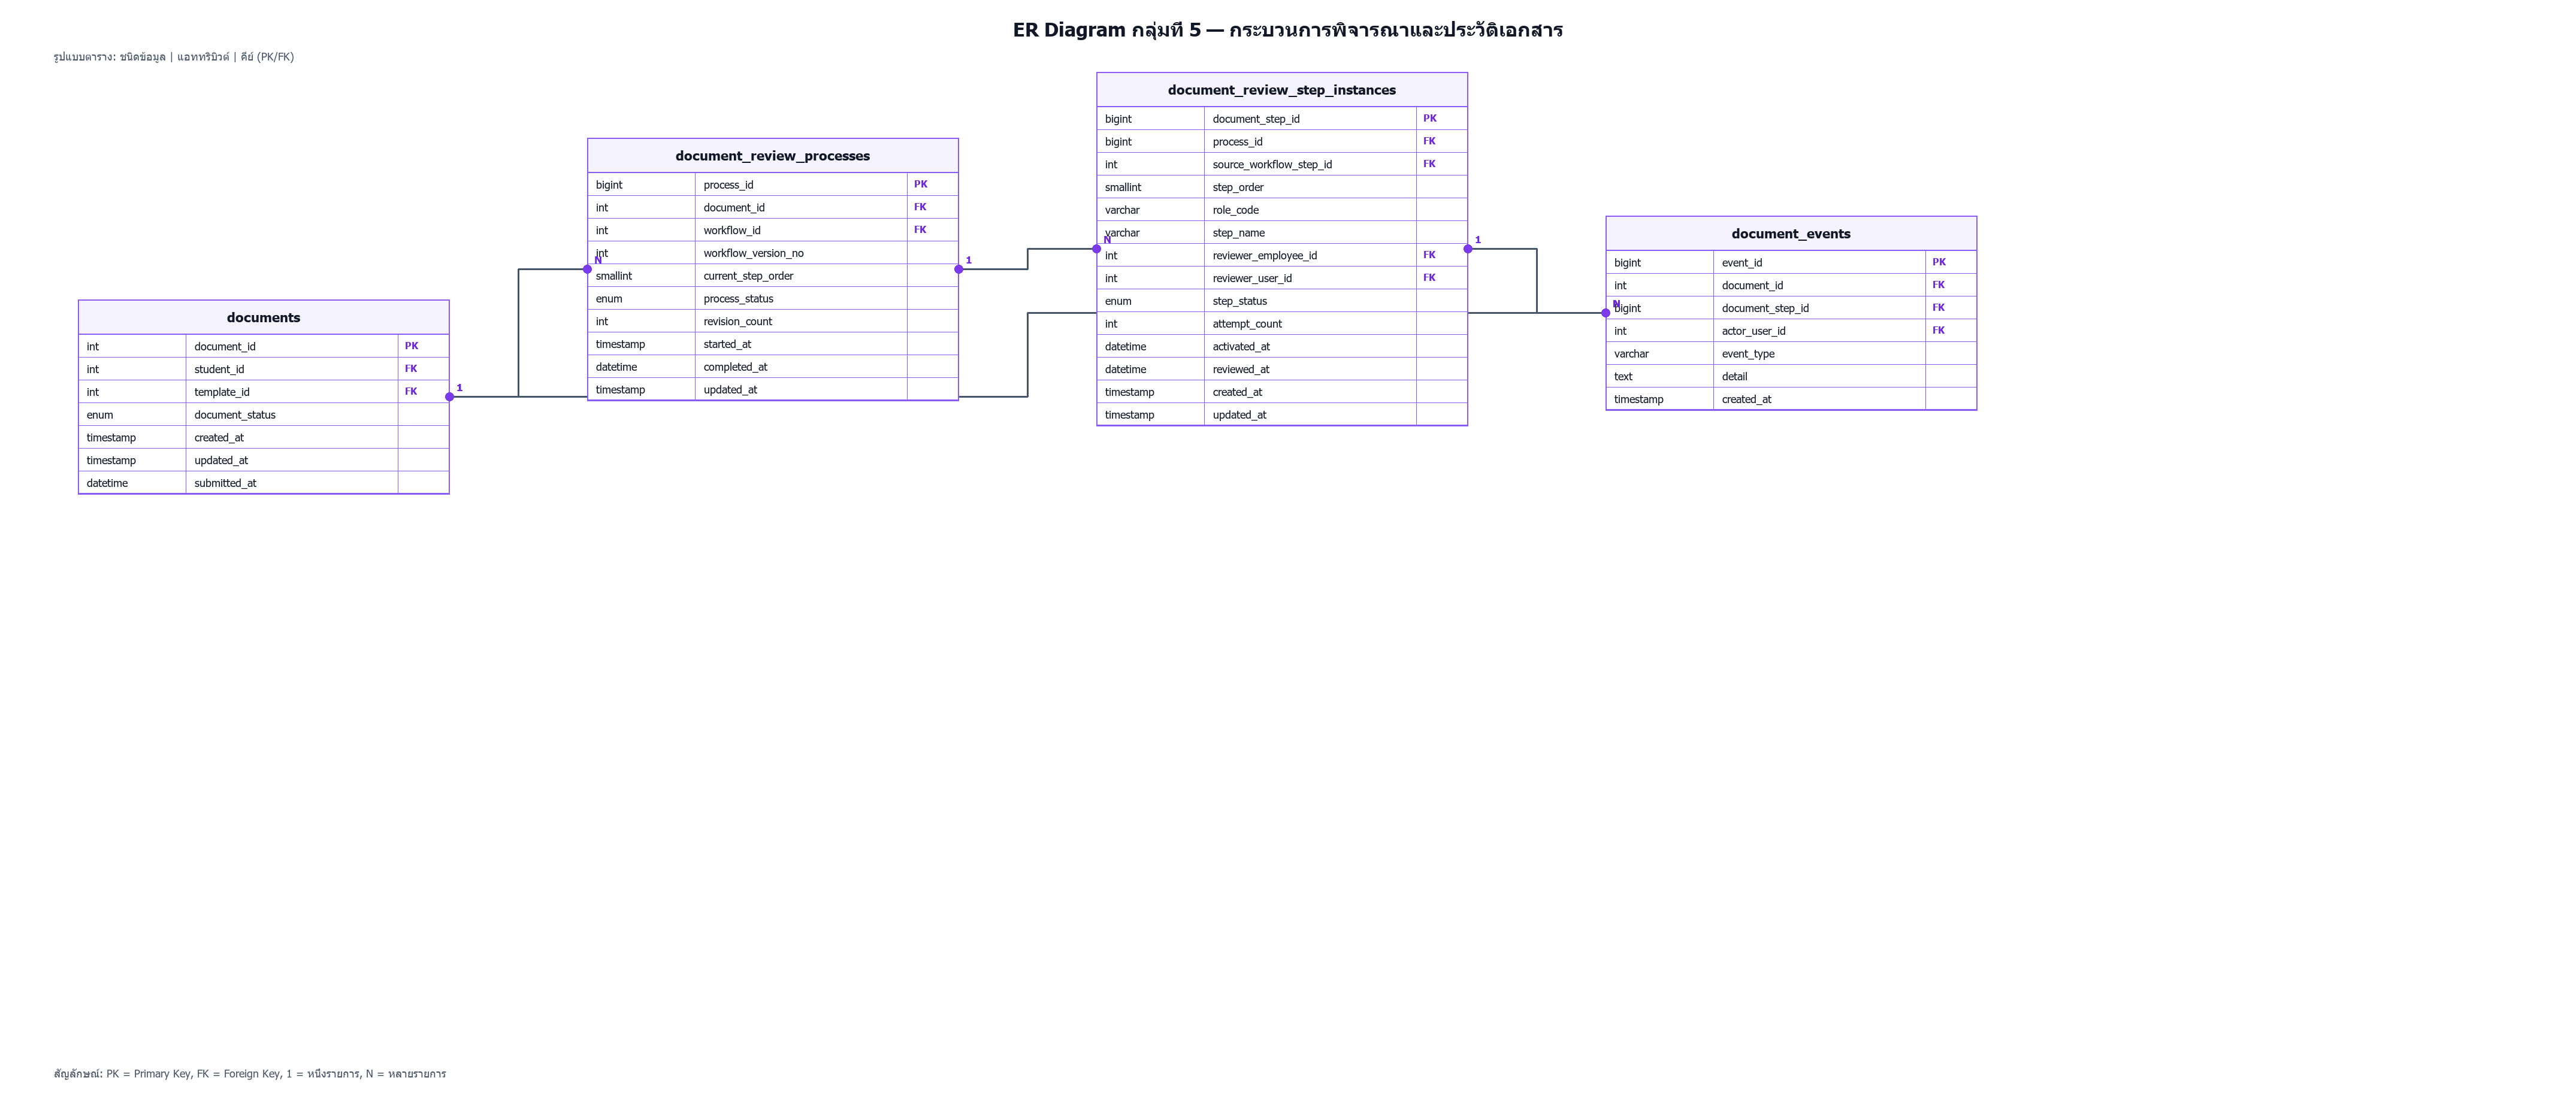 ER Diagram กลุ่มที่ 5 — กระบวนการพิจารณาและประวัติเอกสาร
รูปแบบตาราง: ชนิดข้อมูล | แอททริบิวต์ | คีย์ (PK/FK)
documents
int document_id PK
int student_id FK
int template_id FK
enum document_status
timestamp created_at
timestamp updated_at
datetime submitted_at
1
document_review_processes
bigint process_id PK
int document_id FK
int workflow_id FK
int workflow_version_no
N
smallint current_step_order
enum process_status
int revision_count
timestamp started_at
datetime completed_at
timestamp updated_at
1
document_review_step_instances
bigint document_step_id PK
bigint process_id FK
int source_workflow_step_id FK
smallint step_order
varchar role_code
varchar step_name
N
int reviewer_employee_id FK
int reviewer_user_id FK
enum step_status
int attempt_count
datetime activated_at
datetime reviewed_at
timestamp created_at
timestamp updated_at
1
document_events
bigint event_id PK
int document_id FK
N
bigint document_step_id FK
int actor_user_id FK
varchar event_type
text detail
timestamp created_at
สัญลักษณ์: PK = Primary Key, FK = Foreign Key, 1 = หนึ่งรายการ, N = หลายรายการ